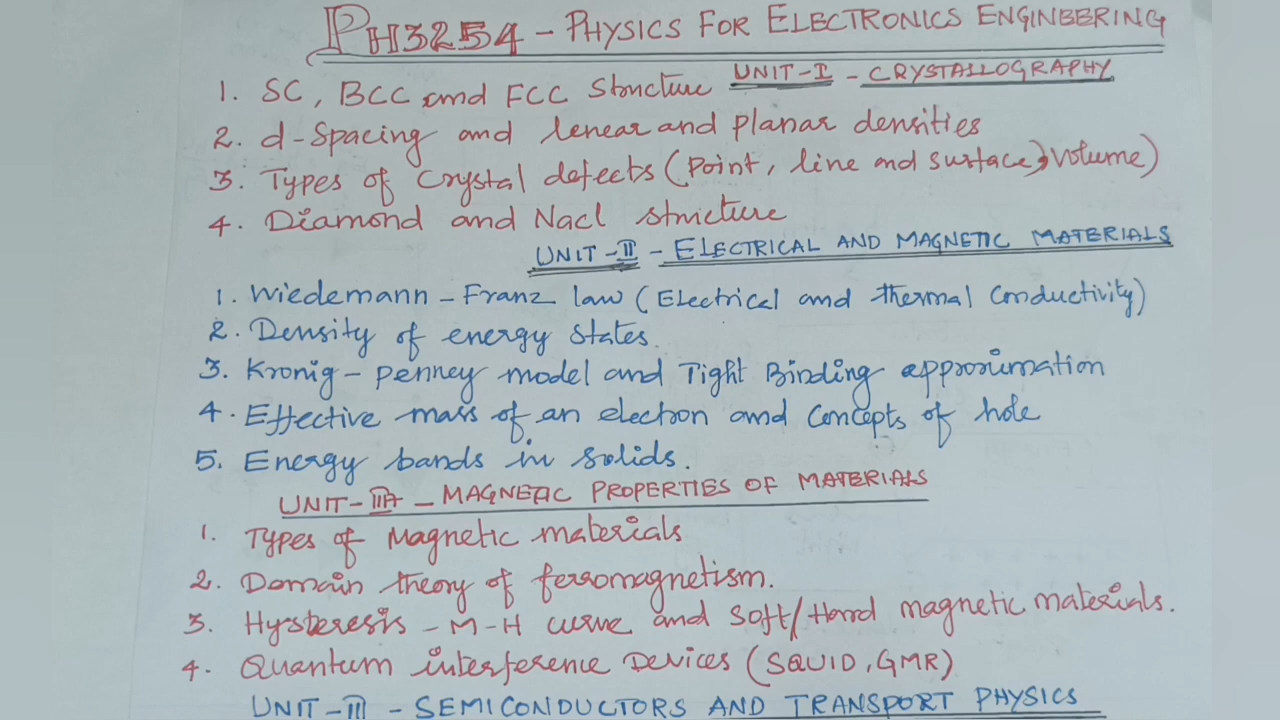 PH3254 - PHYSICS FOR ELECTRONICS ENGINEERING
UNIT-I - CRYSTALLOGRAPHY
1. SC, BCC and FCC Structure
2. d-Spacing and lenear and planar densities
3. Types of Crystal defects (Point, line and surface, Volume)
4. Diamond and Nacl structure
UNIT-II - ELECTRICAL AND MAGNETIC MATERIALS
1. Wiedemann - Franz law (Electrical and thermal Conductivity)
2. Density of energy States.
3. Kronig - penney model and Tight Binding approximation
4. Effective mass of an electron and Concepts of hole
5. Energy bands in Solids.
UNIT-IIA - MAGNETIC PROPERTIES OF MATERIALS
1. Types of Magnetic materials
2. Domain theory of ferromagnetism.
3. Hysteresis - M-H curve and Soft/Hard magnetic materials.
4. Quantum interference Devices (SQUID, GMR)
UNIT-III - SEMICONDUCTORS AND TRANSPORT PHYSICS